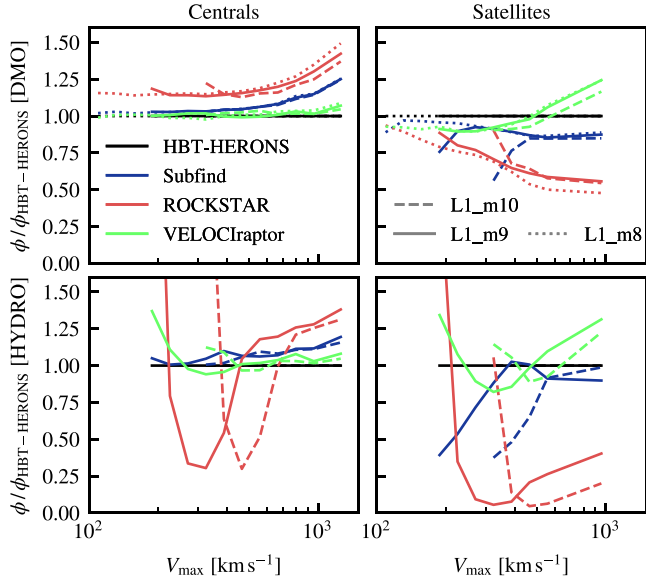 Centrals
Satellites
ϕ / ϕHBT−HERONS [DMO]
1.50
1.25
1.00
0.75
0.50
0.25
0.00
HBT-HERONS
Subfind
ROCKSTAR
VELOCIraptor
L1_m10
L1_m9
L1_m8
ϕ / ϕHBT−HERONS [HYDRO]
1.50
1.25
1.00
0.75
0.50
0.25
0.00
10²
10³
10²
10³
Vmax [km s⁻¹]
Vmax [km s⁻¹]